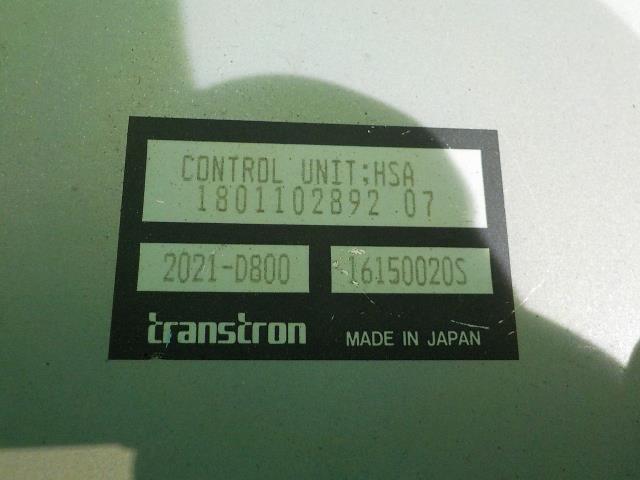 CONTROL UNIT;HSA
1801102892 07
2021-D800
16150020S
transtron
MADE IN JAPAN